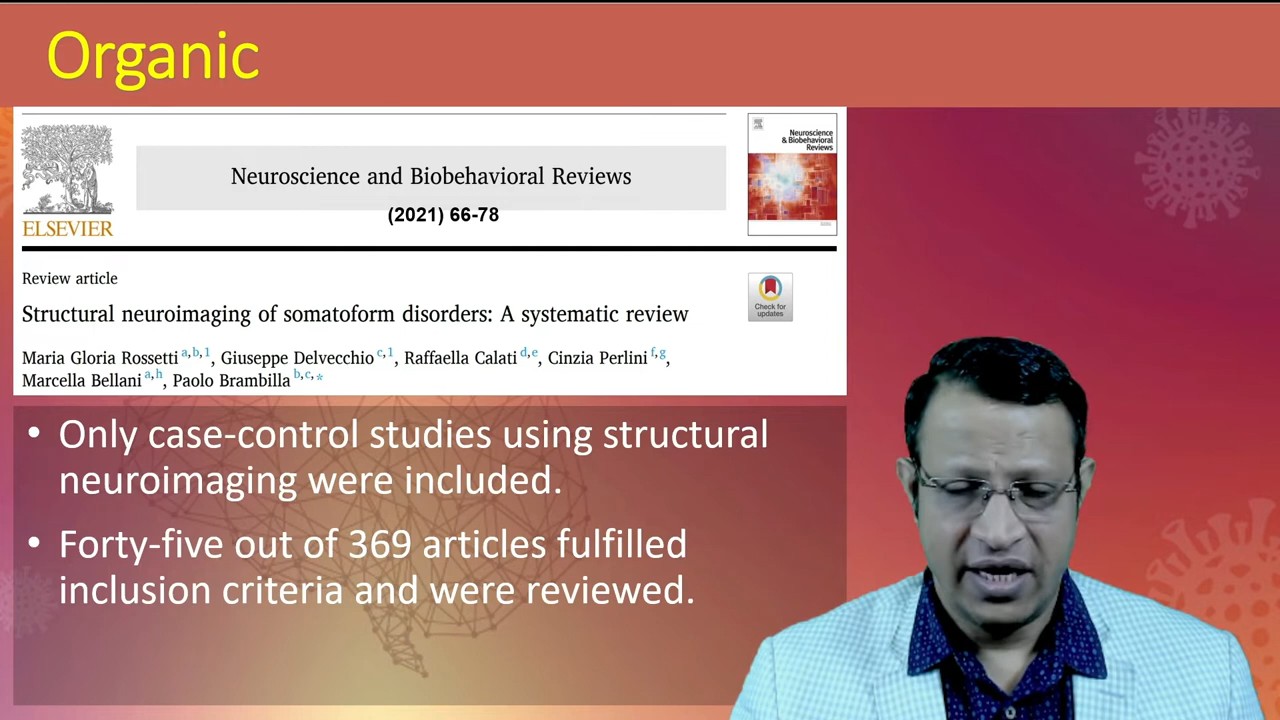 Organic
ELSEVIER
Neuroscience and Biobehavioral Reviews
(2021) 66-78
Neuroscience
& Biobehavioral
Reviews
Review article
Structural neuroimaging of somatoform disorders: A systematic review
Check for
updates
Maria Gloria Rossetti a,b,1, Giuseppe Delvecchio c,1, Raffaella Calati d,e, Cinzia Perlini f,g,
Marcella Bellani a,h, Paolo Brambilla b,c,*
• Only case-control studies using structural
neuroimaging were included.
• Forty-five out of 369 articles fulfilled
inclusion criteria and were reviewed.